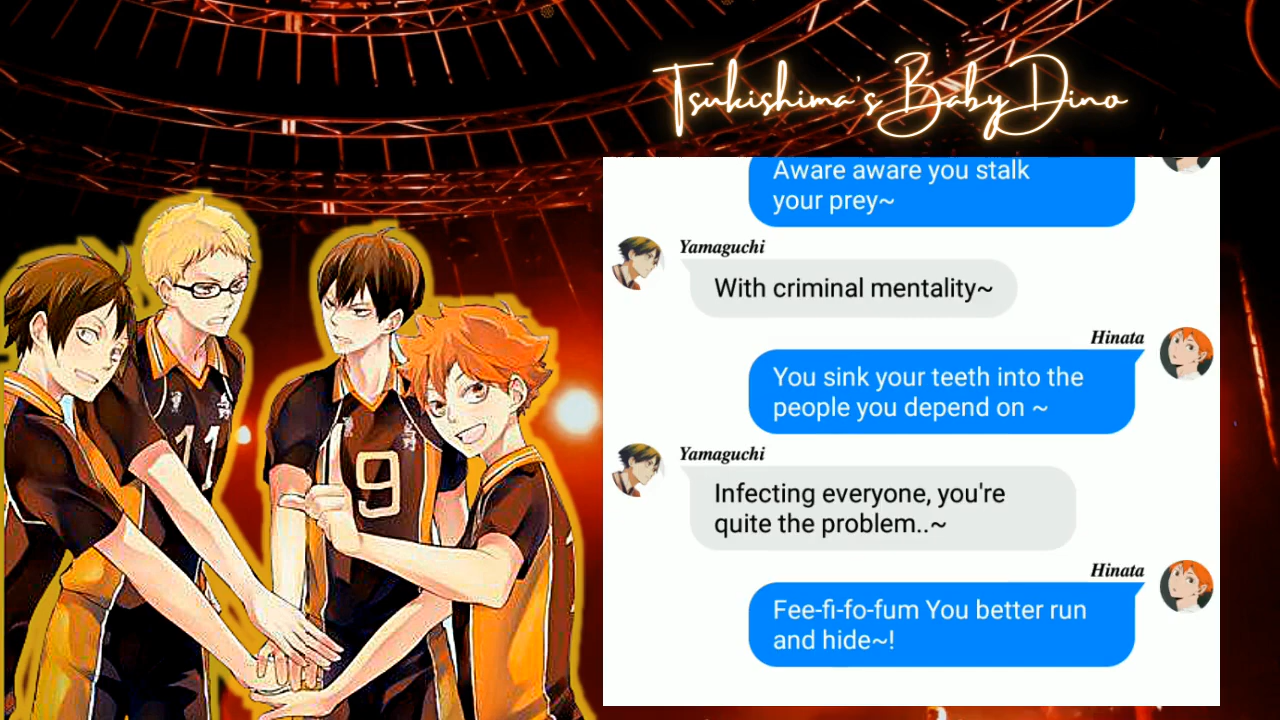 Tsukishima's Baby Dino
Aware aware you stalk
your prey~
Yamaguchi
With criminal mentality~
Hinata
You sink your teeth into the
people you depend on ~
Yamaguchi
Infecting everyone, you're
quite the problem..~
Hinata
Fee-fi-fo-fum You better run
and hide~!
11
9